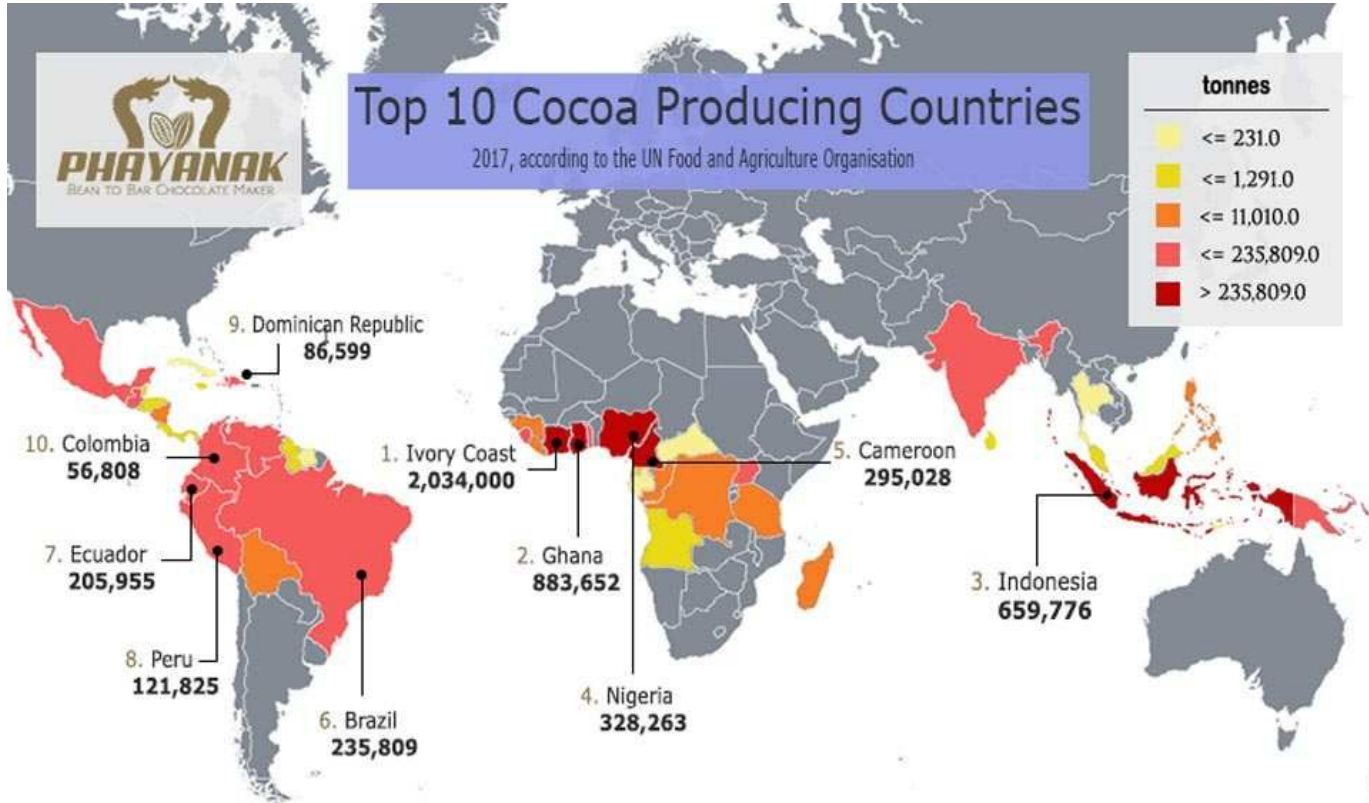 PHAYANAK
BEAN TO BAR CHOCOLATE MAKER
Top 10 Cocoa Producing Countries
2017, according to the UN Food and Agriculture Organisation
tonnes
<= 231.0
<= 1,291.0
<= 11,010.0
<= 235,809.0
> 235,809.0
9. Dominican Republic
86,599
10. Colombia
56,808
1. Ivory Coast
2,034,000
5. Cameroon
295,028
7. Ecuador
205,955
2. Ghana
883,652
3. Indonesia
659,776
8. Peru
121,825
4. Nigeria
328,263
6. Brazil
235,809